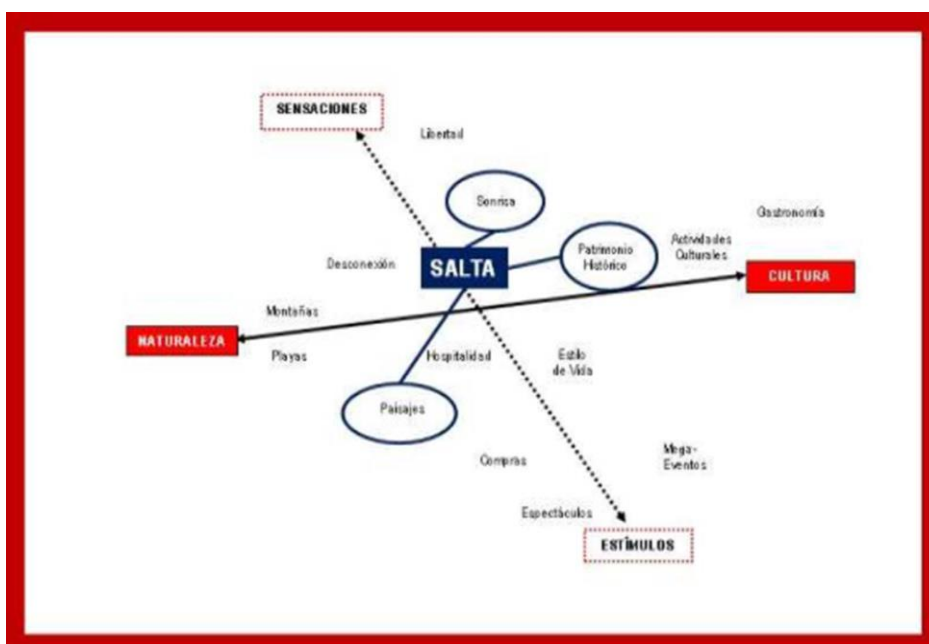 SENSACIONES
Libertad
Sonrisa
Gastronomía
Actividades
Culturales
Patrimonio
Histórico
Desconexión
SALTA
CULTURA
Montañas
NATURALEZA
Playas
Hospitalidad
Estilo
de Vida
Paisajes
Compras
Mega-
Eventos
Espectáculos
ESTÍMULOS